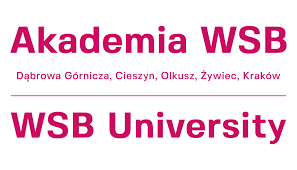 Akademia WSB
Dąbrowa Górnicza, Cieszyn, Olkusz, Żywiec, Kraków
WSB University